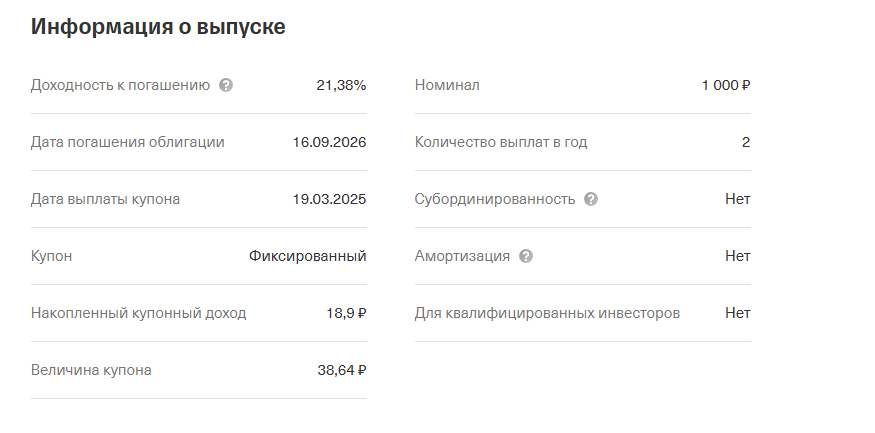 Информация о выпуске
Доходность к погашению ? 21,38%
Номинал 1 000 ₽
Дата погашения облигации 16.09.2026
Количество выплат в год 2
Дата выплаты купона 19.03.2025
Субординированность ? Нет
Купон Фиксированный
Амортизация ? Нет
Накопленный купонный доход 18,9 ₽
Для квалифицированных инвесторов Нет
Величина купона 38,64 ₽